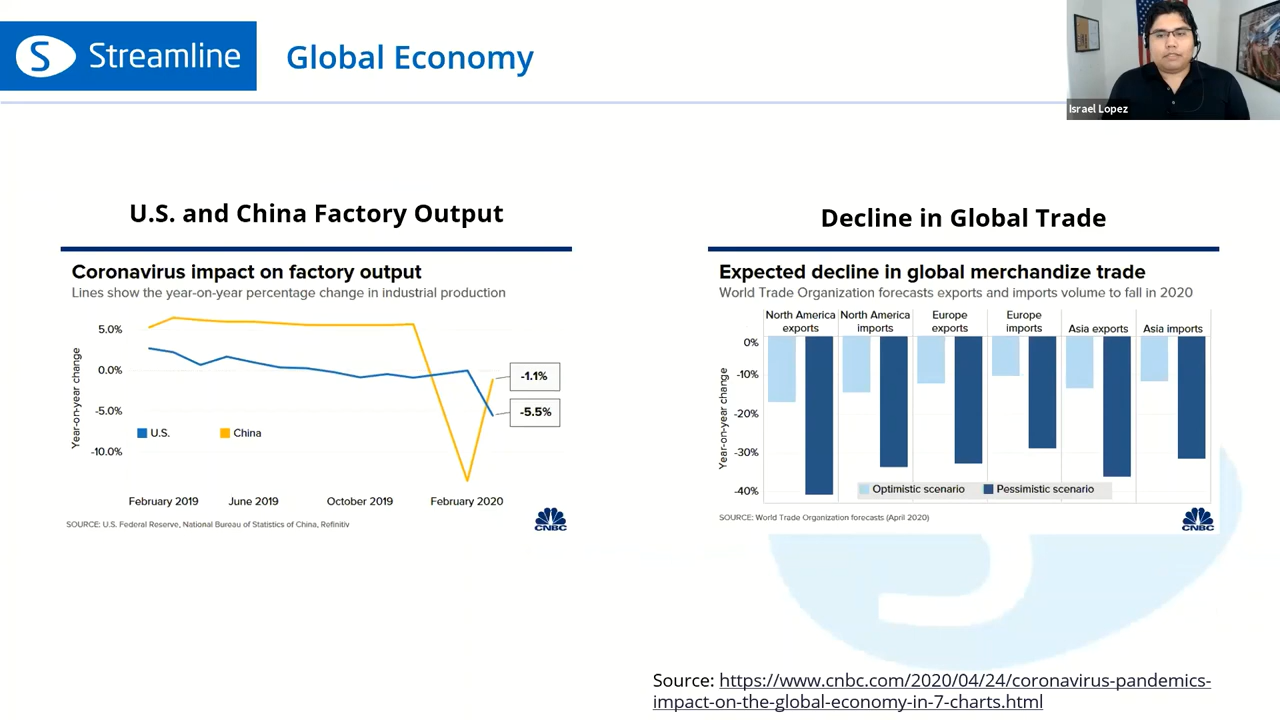 S Streamline
Global Economy
Israel Lopez
U.S. and China Factory Output
Coronavirus impact on factory output
Lines show the year-on-year percentage change in industrial production
Year-on-year change
5.0%
0.0%
-5.0%
-10.0%
-1.1%
-5.5%
U.S.
China
February 2019
June 2019
October 2019
February 2020
SOURCE: U.S. Federal Reserve, National Bureau of Statistics of China, Refinitiv
CNBC
Decline in Global Trade
Expected decline in global merchandize trade
World Trade Organization forecasts exports and imports volume to fall in 2020
North America exports
North America imports
Europe exports
Europe imports
Asia exports
Asia imports
Year-on-year change
0%
-10%
-20%
-30%
-40%
Optimistic scenario
Pessimistic scenario
SOURCE: World Trade Organization forecasts (April 2020)
CNBC
Source: https://www.cnbc.com/2020/04/24/coronavirus-pandemics-
impact-on-the-global-economy-in-7-charts.html